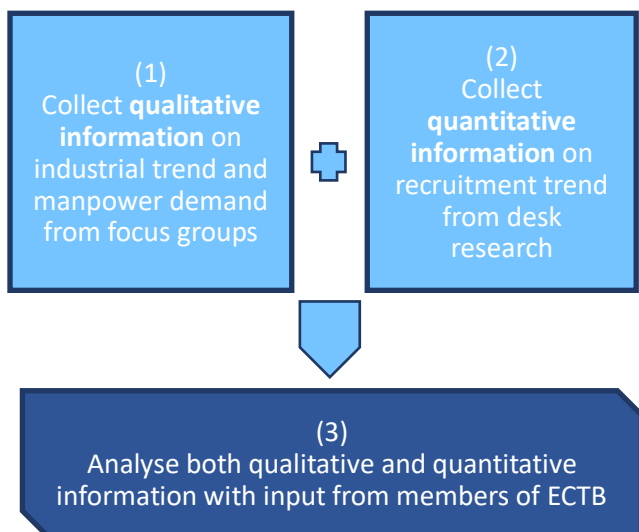 (1)
Collect qualitative
information on
industrial trend and
manpower demand
from focus groups
(2)
Collect
quantitative
information on
recruitment trend
from desk
research
(3)
Analyse both qualitative and quantitative
information with input from members of ECTB